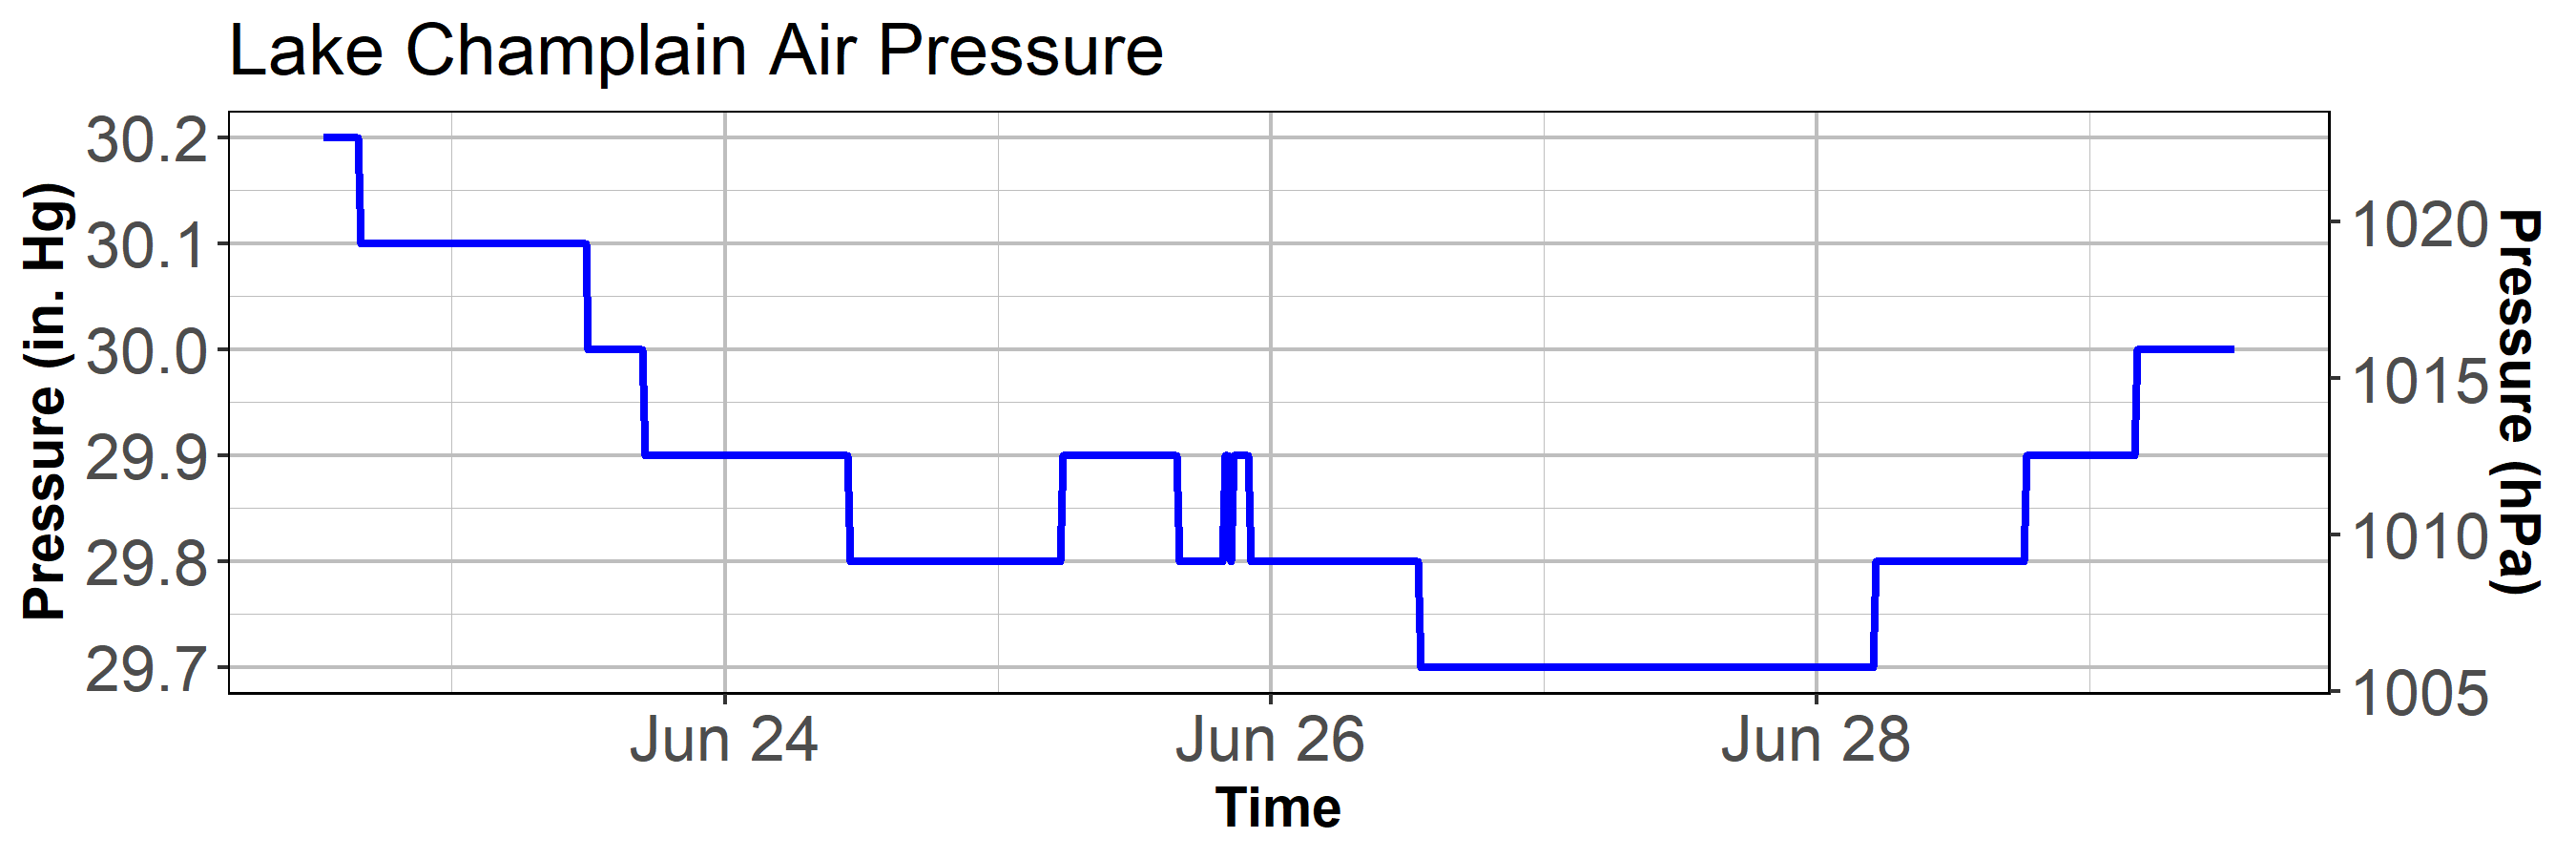 Lake Champlain Air Pressure
Pressure (in. Hg)
30.2
30.1
30.0
29.9
29.8
29.7
1020
1015
1010
1005
Pressure (hPa)
Jun 24
Jun 26
Jun 28
Time